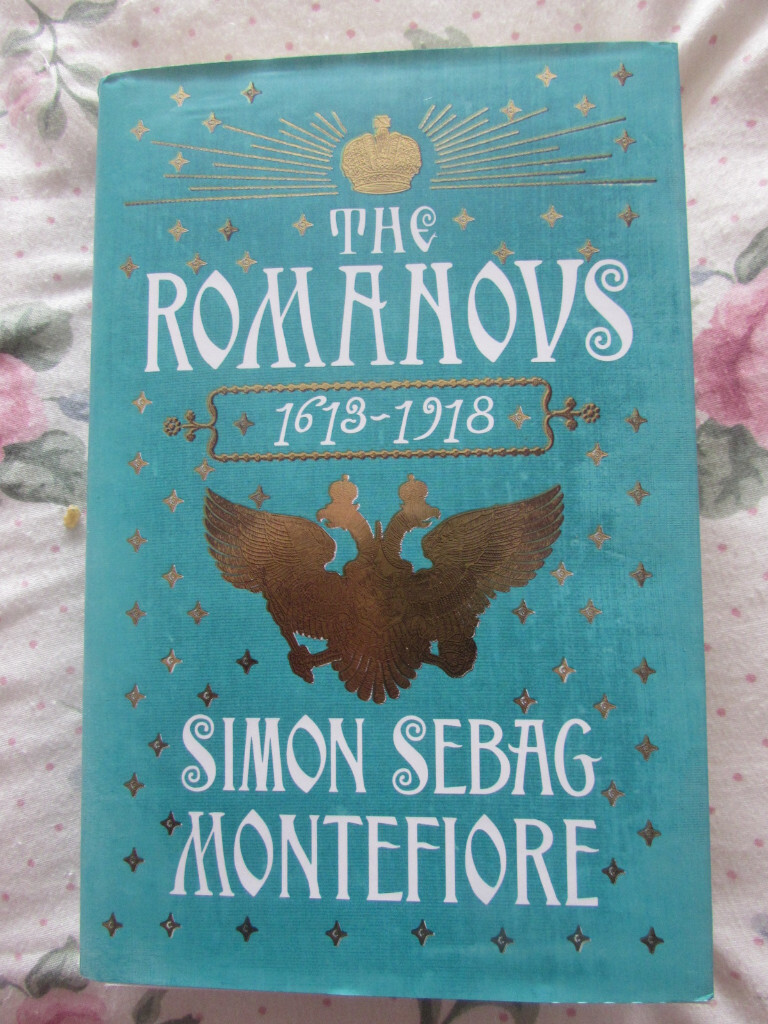 THE
ROMANOVS
1613~1918
SIMON SEBAG
MONTEFIORE